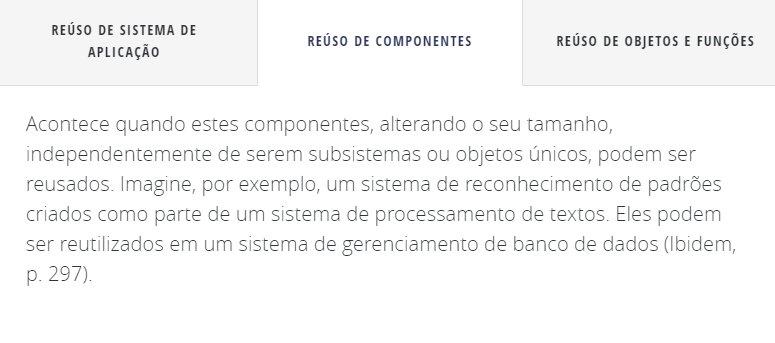 REÚSO DE SISTEMA DE
APLICAÇÃO
REÚSO DE COMPONENTES
REÚSO DE OBJETOS E FUNÇÕES
Acontece quando estes componentes, alterando o seu tamanho,
independentemente de serem subsistemas ou objetos únicos, podem ser
reusados. Imagine, por exemplo, um sistema de reconhecimento de padrões
criados como parte de um sistema de processamento de textos. Eles podem
ser reutilizados em um sistema de gerenciamento de banco de dados (Ibidem,
p. 297).